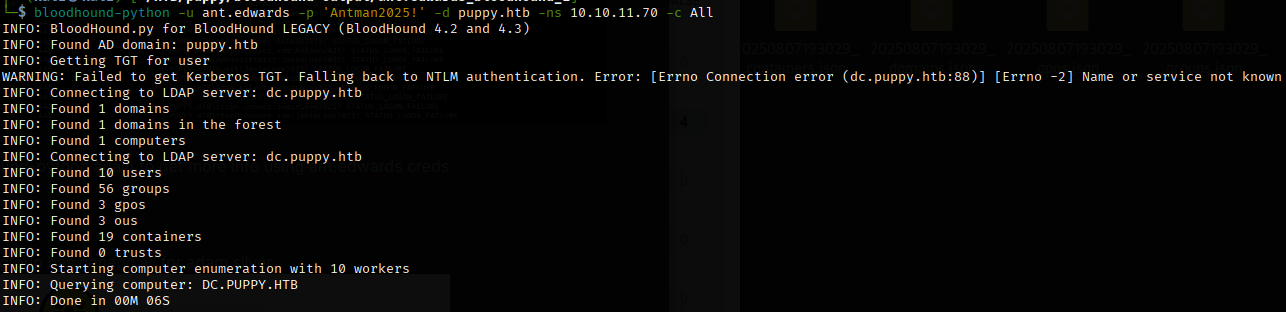 └─$ bloodhound-python -u ant.edwards -p 'Antman2025!' -d puppy.htb -ns 10.10.11.70 -c All
INFO: BloodHound.py for BloodHound LEGACY (BloodHound 4.2 and 4.3)
INFO: Found AD domain: puppy.htb
INFO: Getting TGT for user
WARNING: Failed to get Kerberos TGT. Falling back to NTLM authentication. Error: [Errno Connection error (dc.puppy.htb:88)] [Errno -2] Name or service not known
INFO: Connecting to LDAP server: dc.puppy.htb
INFO: Found 1 domains
INFO: Found 1 domains in the forest
INFO: Found 1 computers
INFO: Connecting to LDAP server: dc.puppy.htb
INFO: Found 10 users
INFO: Found 56 groups
INFO: Found 3 gpos
INFO: Found 3 ous
INFO: Found 19 containers
INFO: Found 0 trusts
INFO: Starting computer enumeration with 10 workers
INFO: Querying computer: DC.PUPPY.HTB
INFO: Done in 00M 06S